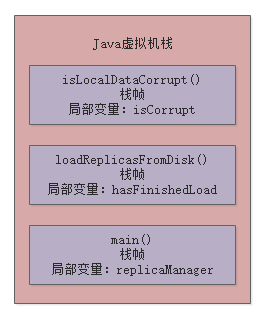 Java虚拟机栈
isLocalDataCorrupt()
栈帧
局部变量：isCorrupt
loadReplicasFromDisk()
栈帧
局部变量：hasFinishedLoad
main()
栈帧
局部变量：replicaManager